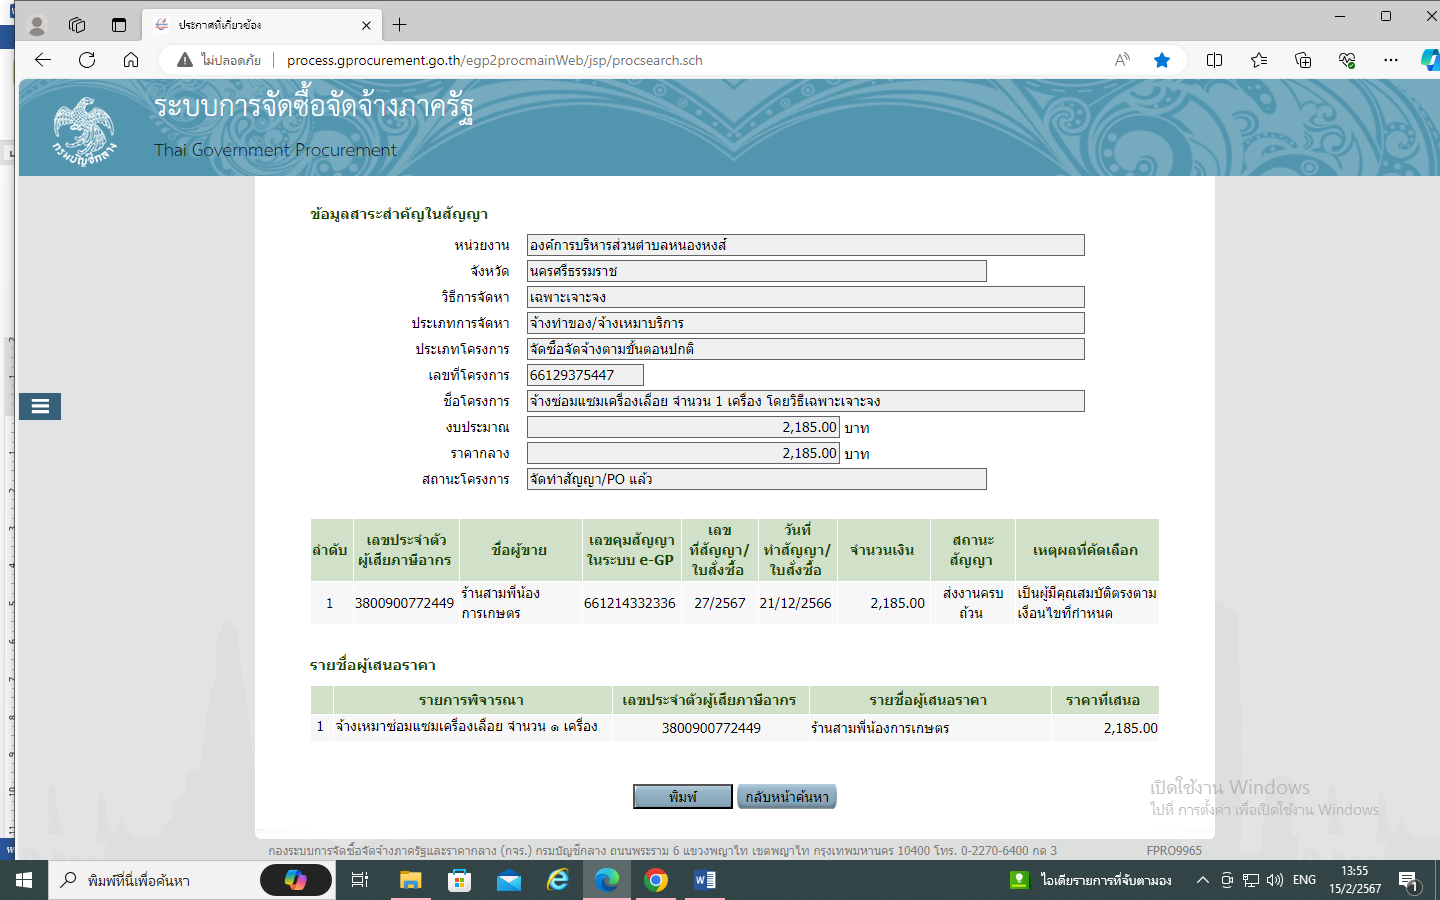 ประกาศที่เกี่ยวข้อง
ไม่ปลอดภัย
process.gprocurement.go.th/egp2procmainWeb/jsp/procsearch.sch
ระบบการจัดซื้อจัดจ้างภาครัฐ
Thai Government Procurement
กรมบัญชีกลาง
ข้อมูลสาระสำคัญในสัญญา
หน่วยงาน องค์การบริหารส่วนตำบลหนองหงส์
จังหวัด นครศรีธรรมราช
วิธีการจัดหา เฉพาะเจาะจง
ประเภทการจัดหา จ้างทำของ/จ้างเหมาบริการ
ประเภทโครงการ จัดซื้อจัดจ้างตามขั้นตอนปกติ
เลขที่โครงการ 66129375447
ชื่อโครงการ จ้างซ่อมแซมเครื่องเลื่อย จำนวน 1 เครื่อง โดยวิธีเฉพาะเจาะจง
งบประมาณ 2,185.00 บาท
ราคากลาง 2,185.00 บาท
สถานะโครงการ จัดทำสัญญา/PO แล้ว
ลำดับ เลขประจำตัวผู้เสียภาษีอากร ชื่อผู้ขาย เลขคุมสัญญาในระบบ e-GP เลขที่สัญญา/ใบสั่งซื้อ วันที่ทำสัญญา/ใบสั่งซื้อ จำนวนเงิน สถานะสัญญา เหตุผลที่คัดเลือก
1 3800900772449 ร้านสามพี่น้องการเกษตร 661214332336 27/2567 21/12/2566 2,185.00 ส่งงานครบถ้วน เป็นผู้มีคุณสมบัติตรงตามเงื่อนไขที่กำหนด
รายชื่อผู้เสนอราคา
รายการพิจารณา เลขประจำตัวผู้เสียภาษีอากร รายชื่อผู้เสนอราคา ราคาที่เสนอ
1 จ้างเหมาซ่อมแซมเครื่องเลื่อย จำนวน ๑ เครื่อง 3800900772449 ร้านสามพี่น้องการเกษตร 2,185.00
พิมพ์ กลับหน้าค้นหา
เปิดใช้งาน Windows
ไปที่ การตั้งค่า เพื่อเปิดใช้งาน Windows
กองระบบการจัดซื้อจัดจ้างภาครัฐและราคากลาง (กจร.) กรมบัญชีกลาง ถนนพระราม 6 แขวงพญาไท เขตพญาไท กรุงเทพมหานคร 10400 โทร. 0-2270-6400 กด 3 FPRO9965
พิมพ์ที่นี่เพื่อค้นหา
ไอเดียรายการที่จับตามอง
ENG
13:55
15/2/2567
1